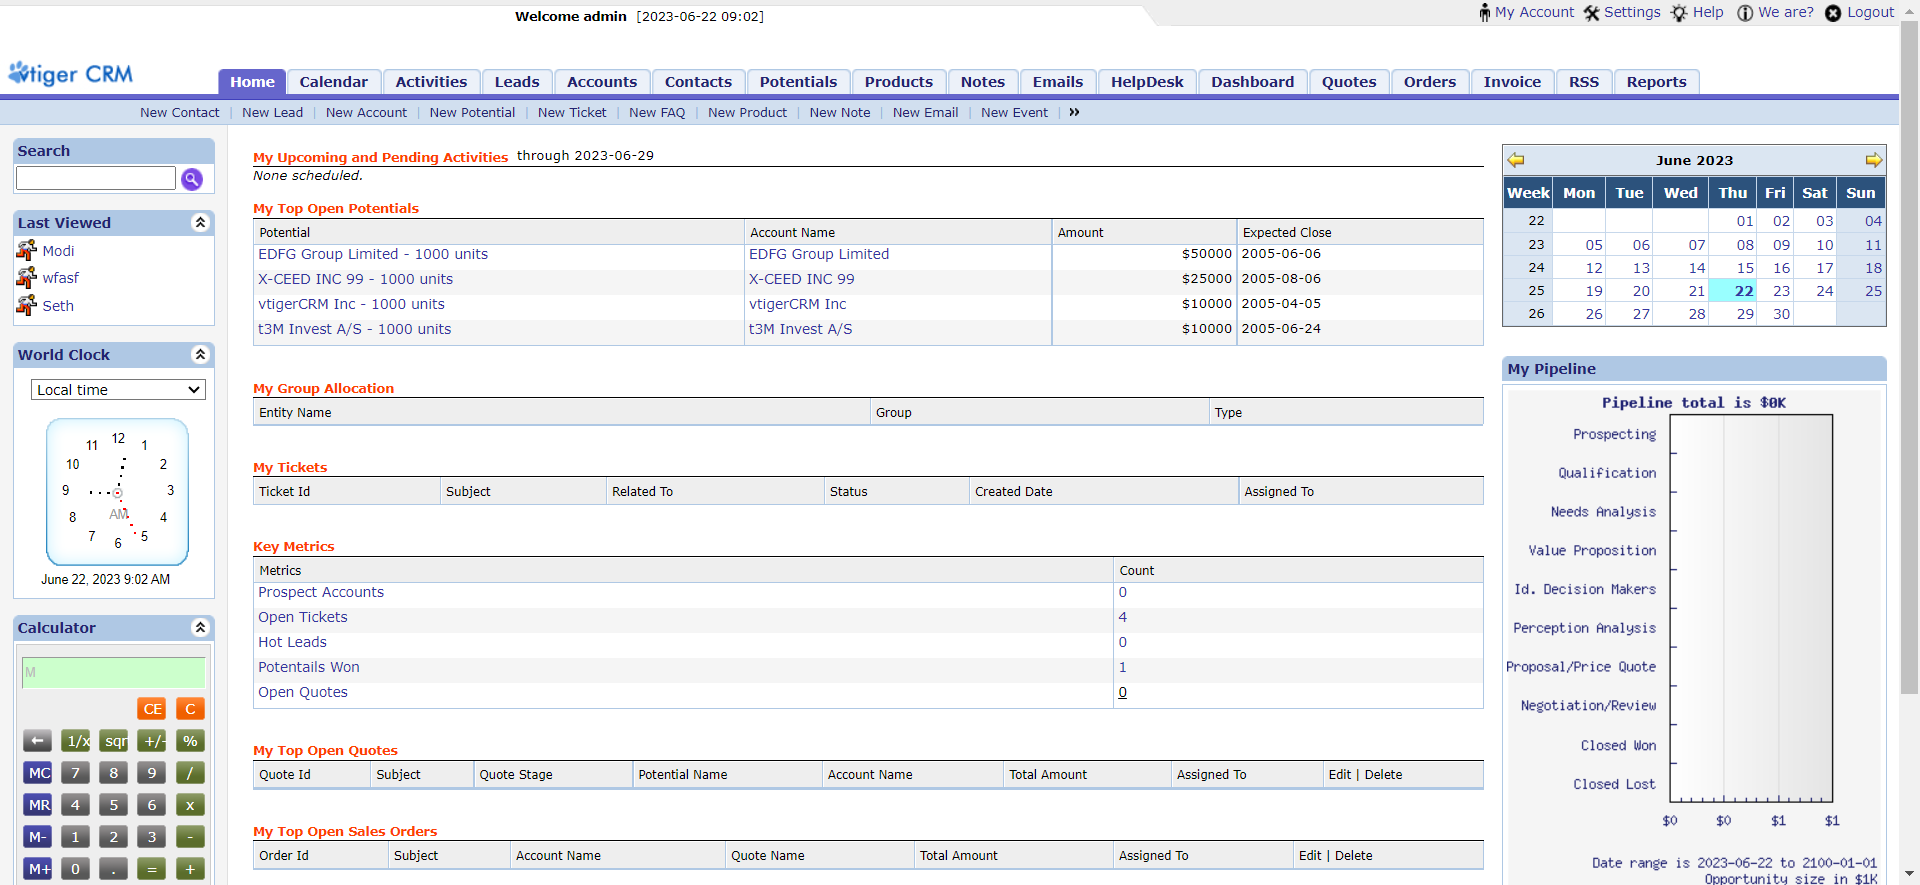 Welcome admin [2023-06-22 09:02]
My Account Settings Help We are? Logout
vtiger CRM
Home Calendar Activities Leads Accounts Contacts Potentials Products Notes Emails HelpDesk Dashboard Quotes Orders Invoice RSS Reports
New Contact | New Lead | New Account | New Potential | New Ticket | New FAQ | New Product | New Note | New Email | New Event | »
Search
Last Viewed
Modi
wfasf
Seth
World Clock
Local time
12
1
2
3
4
5
6
7
8
9
10
11
AM
June 22, 2023 9:02 AM
Calculator
M
CE C
← 1/x sqr +/- %
MC 7 8 9 /
MR 4 5 6 x
M- 1 2 3 -
M+ 0 . = +
My Upcoming and Pending Activities through 2023-06-29
None scheduled.
My Top Open Potentials
Potential Account Name Amount Expected Close
EDFG Group Limited - 1000 units EDFG Group Limited $50000 2005-06-06
X-CEED INC 99 - 1000 units X-CEED INC 99 $25000 2005-08-06
vtigerCRM Inc - 1000 units vtigerCRM Inc $10000 2005-04-05
t3M Invest A/S - 1000 units t3M Invest A/S $10000 2005-06-24
My Group Allocation
Entity Name Group Type
My Tickets
Ticket Id Subject Related To Status Created Date Assigned To
Key Metrics
Metrics Count
Prospect Accounts 0
Open Tickets 4
Hot Leads 0
Potentails Won 1
Open Quotes 0
My Top Open Quotes
Quote Id Subject Quote Stage Potential Name Account Name Total Amount Assigned To Edit | Delete
My Top Open Sales Orders
Order Id Subject Account Name Quote Name Total Amount Assigned To Edit | Delete
June 2023
Week Mon Tue Wed Thu Fri Sat Sun
22 01 02 03 04
23 05 06 07 08 09 10 11
24 12 13 14 15 16 17 18
25 19 20 21 22 23 24 25
26 26 27 28 29 30
My Pipeline
Pipeline total is $0K
Prospecting
Qualification
Needs Analysis
Value Proposition
Id. Decision Makers
Perception Analysis
Proposal/Price Quote
Negotiation/Review
Closed Won
Closed Lost
$0 $0 $1 $1
Date range is 2023-06-22 to 2100-01-01
Opportunity size in $1K